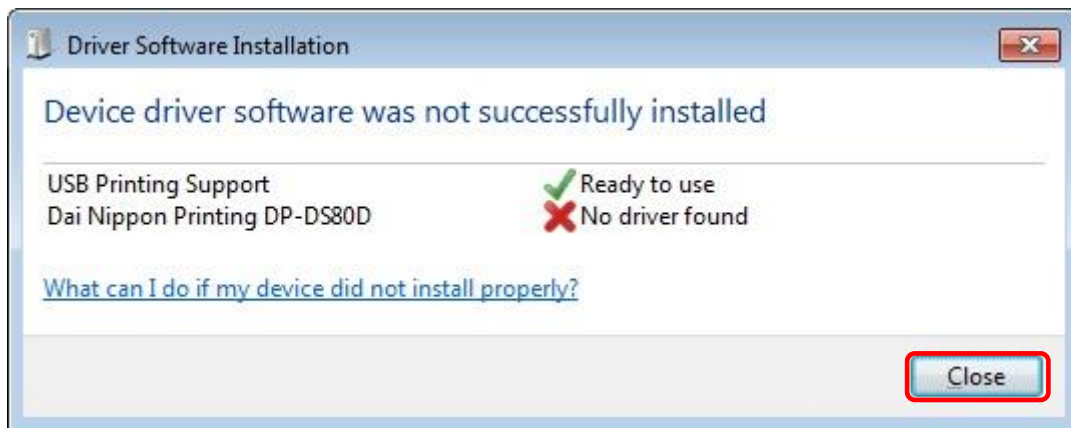 Driver Software Installation
Device driver software was not successfully installed
USB Printing Support Ready to use
Dai Nippon Printing DP-DS80D No driver found
What can I do if my device did not install properly?
Close